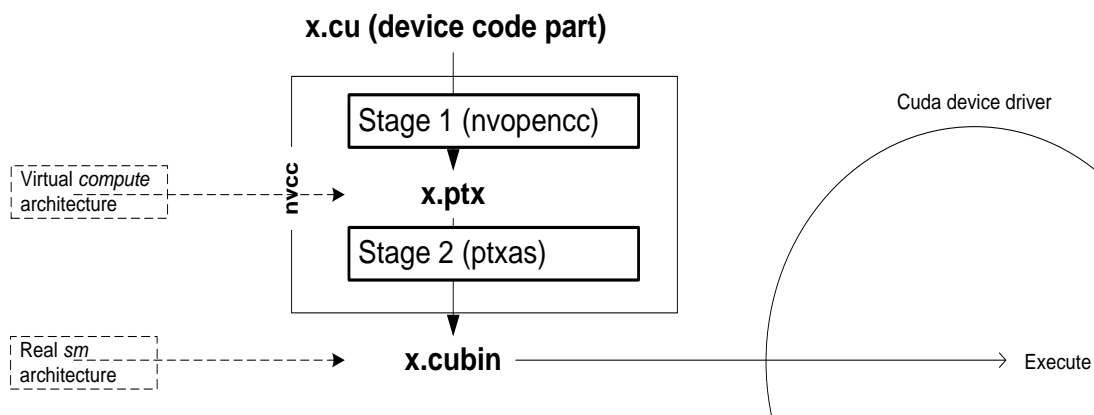 x.cu (device code part)
Stage 1 (nvopencc)
Cuda device driver
Virtual compute
architecture
nvcc
x.ptx
Stage 2 (ptxas)
Real sm
architecture
x.cubin
Execute